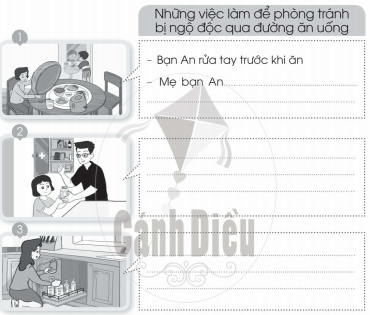 Những việc làm để phòng tránh
bị ngộ độc qua đường ăn uống
1
– Bạn An rửa tay trước khi ăn
– Mẹ bạn An
2
3
Cánh Diều